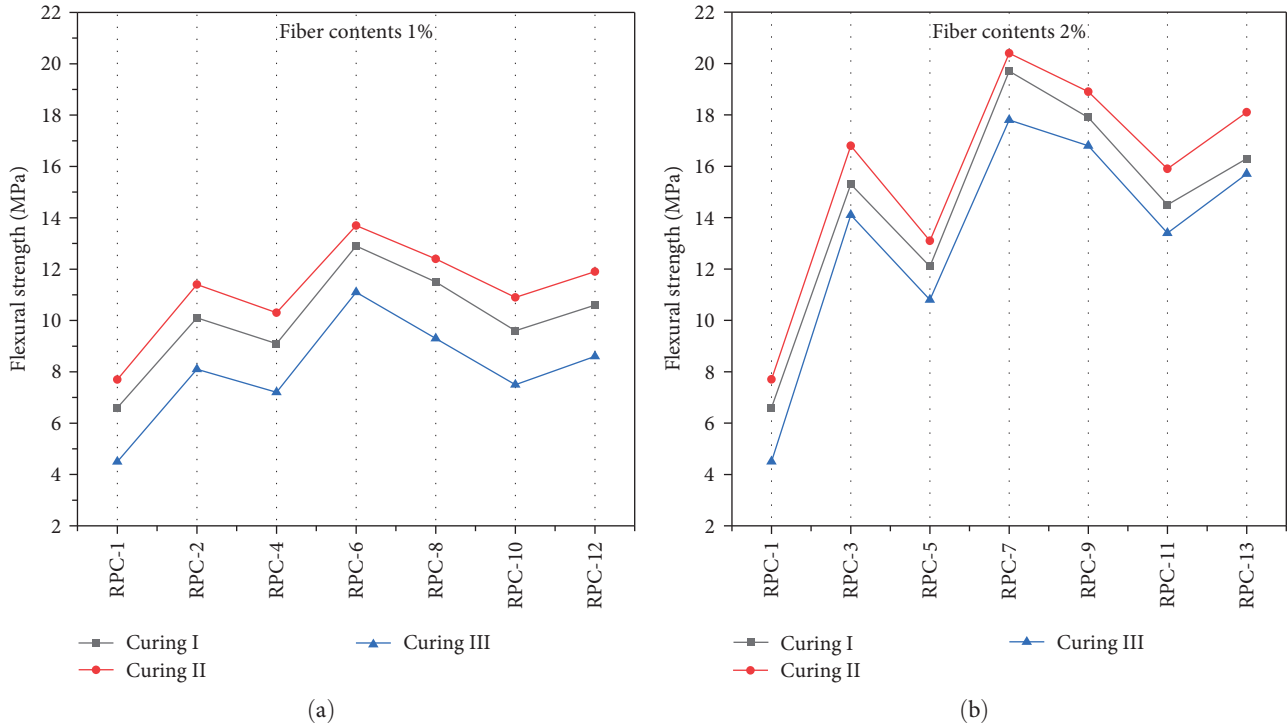 Fiber contents 1%
Flexural strength (MPa)
22
20
18
16
14
12
10
8
6
4
2
RPC-1
RPC-2
RPC-4
RPC-6
RPC-8
RPC-10
RPC-12
Curing I
Curing II
Curing III
(a)
Fiber contents 2%
Flexural strength (MPa)
22
20
18
16
14
12
10
8
6
4
2
RPC-1
RPC-3
RPC-5
RPC-7
RPC-9
RPC-11
RPC-13
Curing I
Curing II
Curing III
(b)